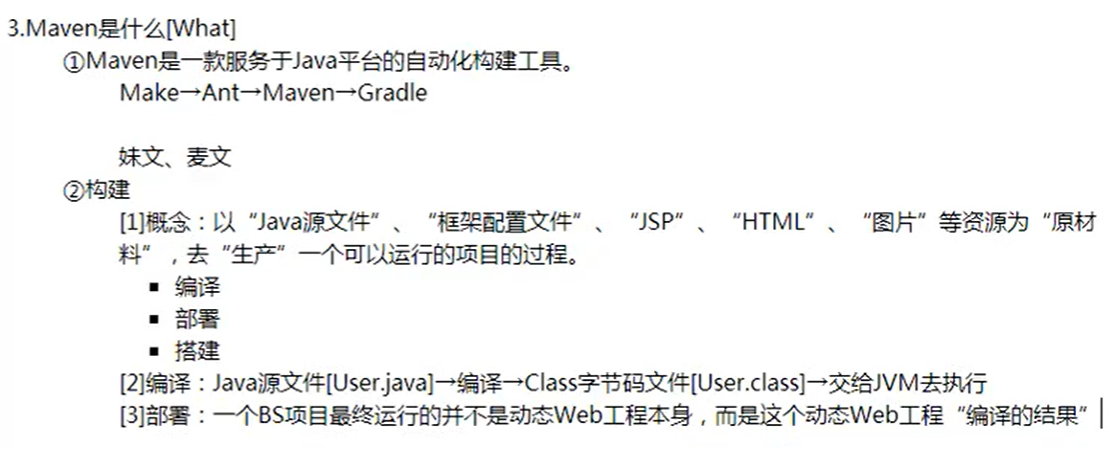 3.Maven是什么[What]
①Maven是一款服务于Java平台的自动化构建工具。
Make→Ant→Maven→Gradle
妹文、麦文
②构建
[1]概念：以“Java源文件”、“框架配置文件”、“JSP”、“HTML”、“图片”等资源为“原材
料”，去“生产”一个可以运行的项目的过程。
▪ 编译
▪ 部署
▪ 搭建
[2]编译：Java源文件[User.java]→编译→Class字节码文件[User.class]→交给JVM去执行
[3]部署：一个BS项目最终运行的并不是动态Web工程本身，而是这个动态Web工程“编译的结果”